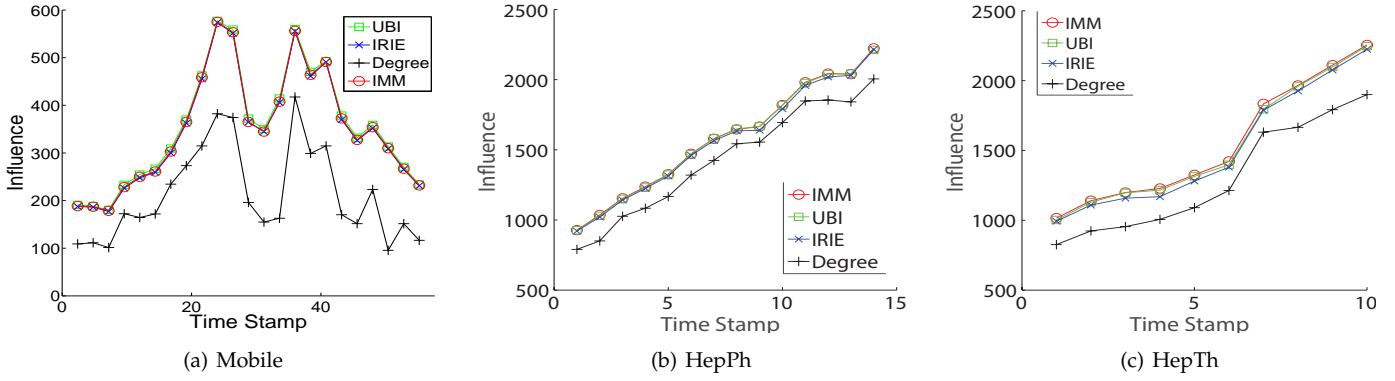 600
500
400
300
200
100
0
20
40
Influence
Time Stamp
UBI
IRIE
Degree
IMM
(a) Mobile
2500
2000
1500
1000
500
0
5
10
15
Influence
Time Stamp
IMM
UBI
IRIE
Degree
(b) HepPh
2500
2000
1500
1000
500
0
5
10
Influence
Time Stamp
IMM
UBI
IRIE
Degree
(c) HepTh